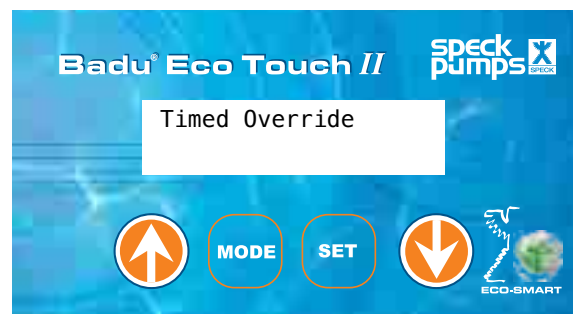 Badu® Eco Touch II
speck
pumps
SPECK
Timed Override
MODE
SET
ECO-SMART